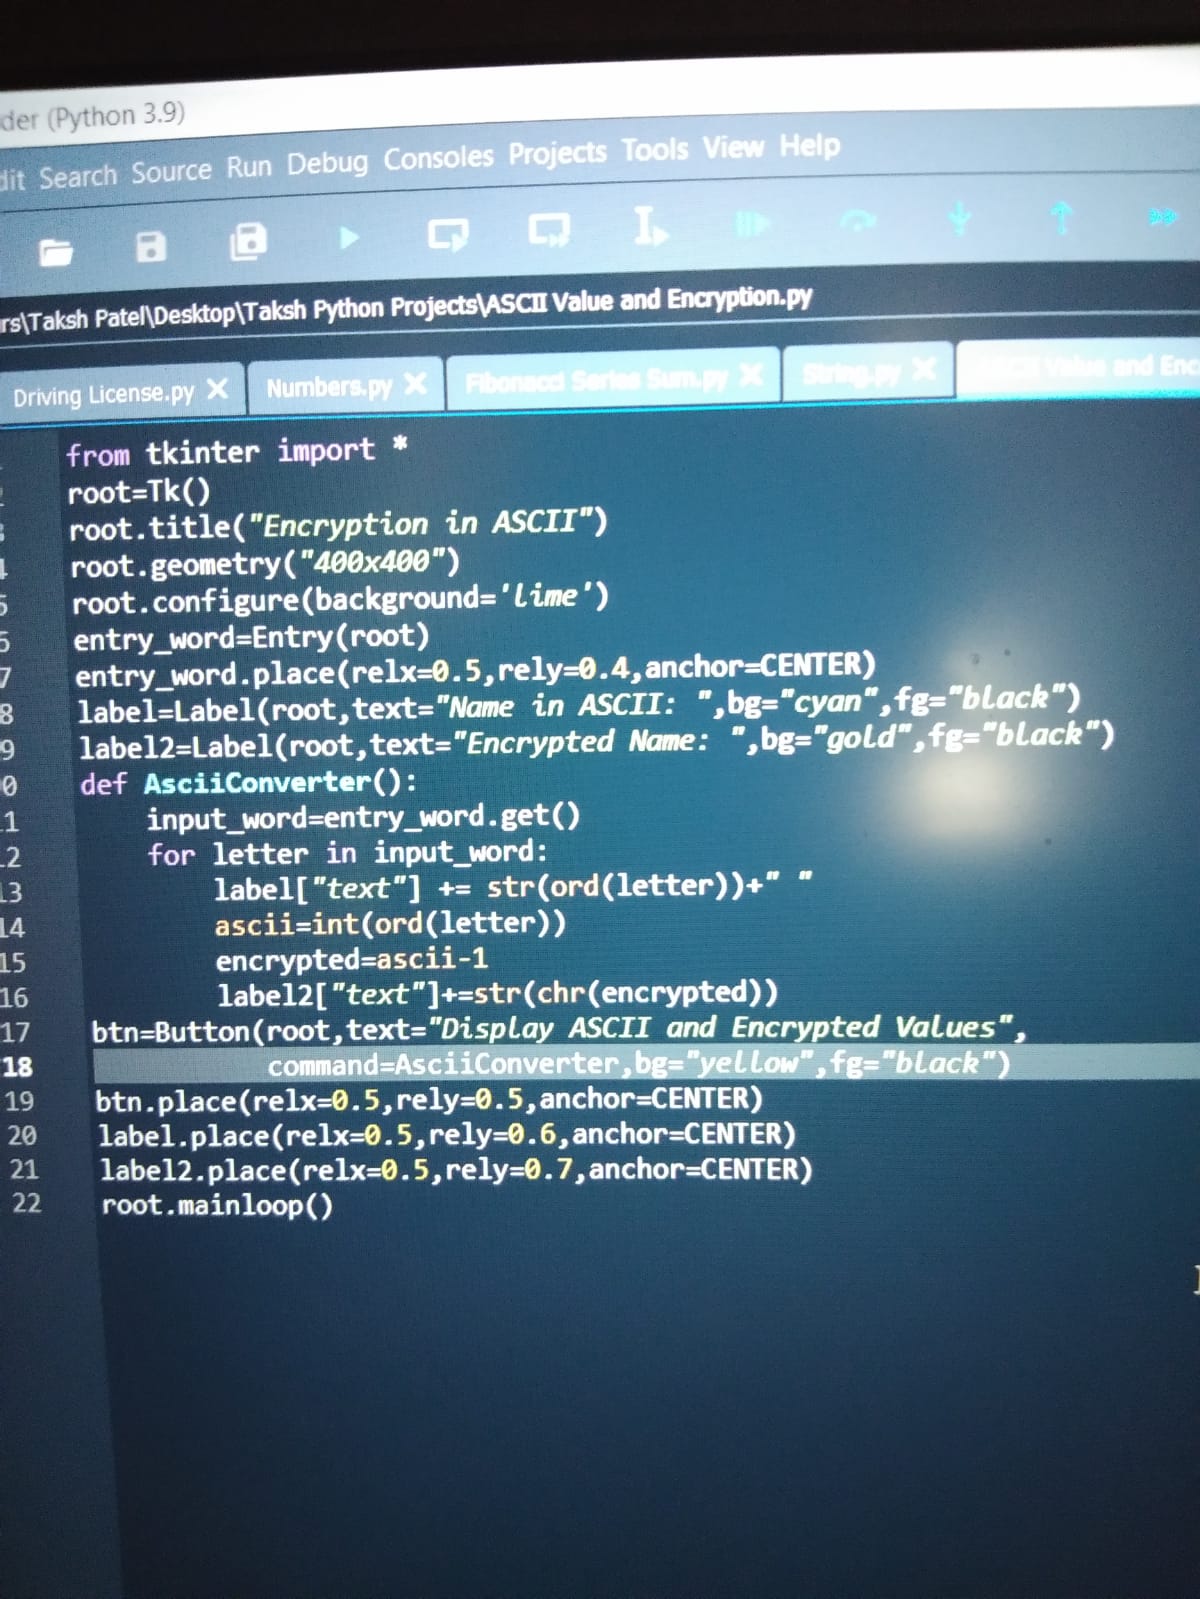 der (Python 3.9)
dit Search Source Run Debug Consoles Projects Tools View Help
rs\Taksh Patel\Desktop\Taksh Python Projects\ASCII Value and Encryption.py
Driving License.py X Numbers.py X Fibonacci Series Sum.py X String.py X ASCII Value and Enc
from tkinter import *
root=Tk()
root.title("Encryption in ASCII")
root.geometry("400x400")
5 root.configure(background='lime')
6 entry_word=Entry(root)
7 entry_word.place(relx=0.5,rely=0.4,anchor=CENTER)
8 label=Label(root,text="Name in ASCII: ",bg="cyan",fg="black")
9 label2=Label(root,text="Encrypted Name: ",bg="gold",fg="black")
0 def AsciiConverter():
1 input_word=entry_word.get()
2 for letter in input_word:
13 label["text"] += str(ord(letter))+" "
14 ascii=int(ord(letter))
15 encrypted=ascii-1
16 label2["text"]+=str(chr(encrypted))
17 btn=Button(root,text="Display ASCII and Encrypted Values",
18 command=AsciiConverter,bg="yellow",fg="black")
19 btn.place(relx=0.5,rely=0.5,anchor=CENTER)
20 label.place(relx=0.5,rely=0.6,anchor=CENTER)
21 label2.place(relx=0.5,rely=0.7,anchor=CENTER)
22 root.mainloop()